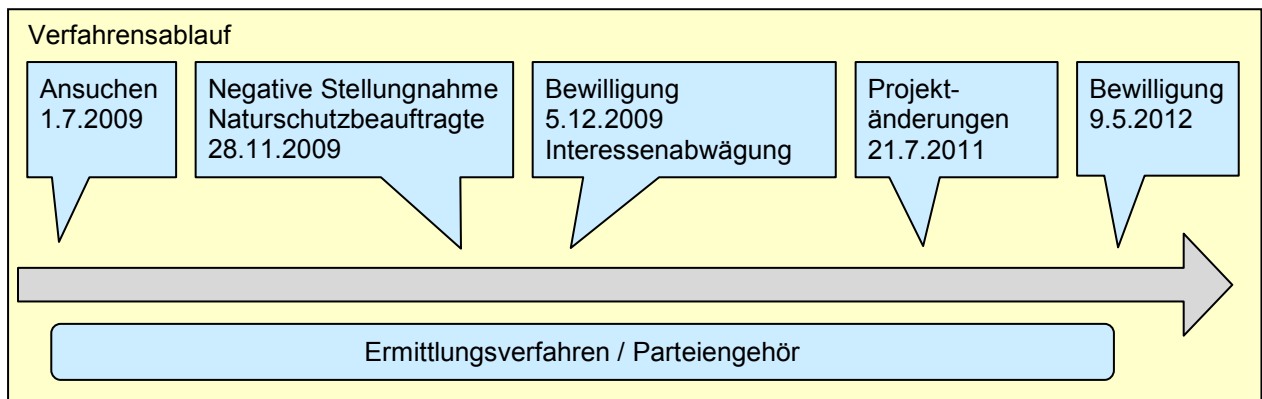 Verfahrensablauf
Ansuchen
1.7.2009
Negative Stellungnahme
Naturschutzbeauftragte
28.11.2009
Bewilligung
5.12.2009
Interessenabwägung
Projekt-
änderungen
21.7.2011
Bewilligung
9.5.2012
Ermittlungsverfahren / Parteiengehör